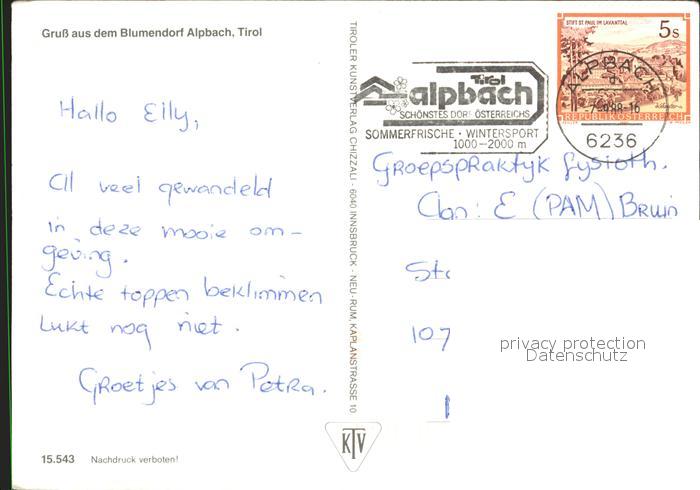 Gruß aus dem Blumendorf Alpbach, Tirol
Hallo Elly,
Al veel gewandeld
in deze mooie om-
geving.
Echte toppen beklimmen
lukt nog niet.
Groetjes van Petra.
15.543 Nachdruck verboten!
TIROLER KUNSTVERLAG CHIZZALI - 6040 INNSBRUCK - NEU-RUM, KAPLANSTRASSE 10
KTV
Tirol
alpbach
SCHÖNSTES DORF ÖSTERREICHS
SOMMERFRISCHE · WINTERSPORT
1000-2000 m
STIFT ST. PAUL IM LAVANTTAL
5s
REPUBLIK ÖSTERREICH
ALPBACH
6236
Groepspraktyk fysioth.
Aan: E (PAM) Bruin
Str
107
privacy protection
Datenschutz